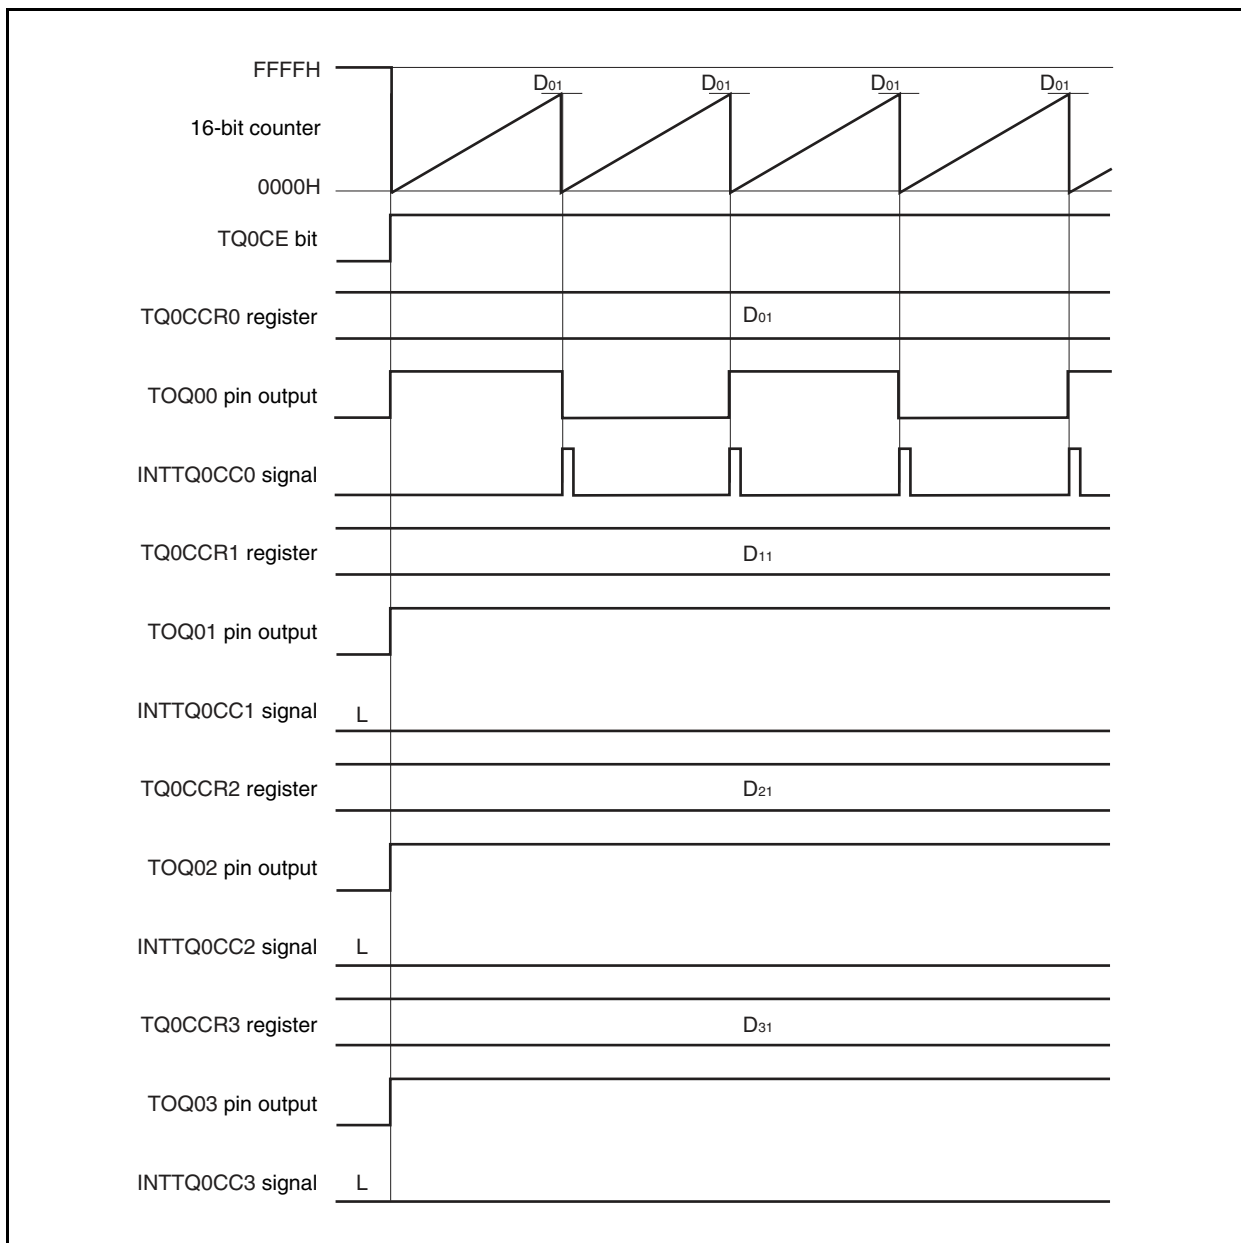 FFFFH
D01 D01 D01 D01
16-bit counter
0000H
TQ0CE bit
TQ0CCR0 register D01
TOQ00 pin output
INTTQ0CC0 signal
TQ0CCR1 register D11
TOQ01 pin output
INTTQ0CC1 signal L
TQ0CCR2 register D21
TOQ02 pin output
INTTQ0CC2 signal L
TQ0CCR3 register D31
TOQ03 pin output
INTTQ0CC3 signal L